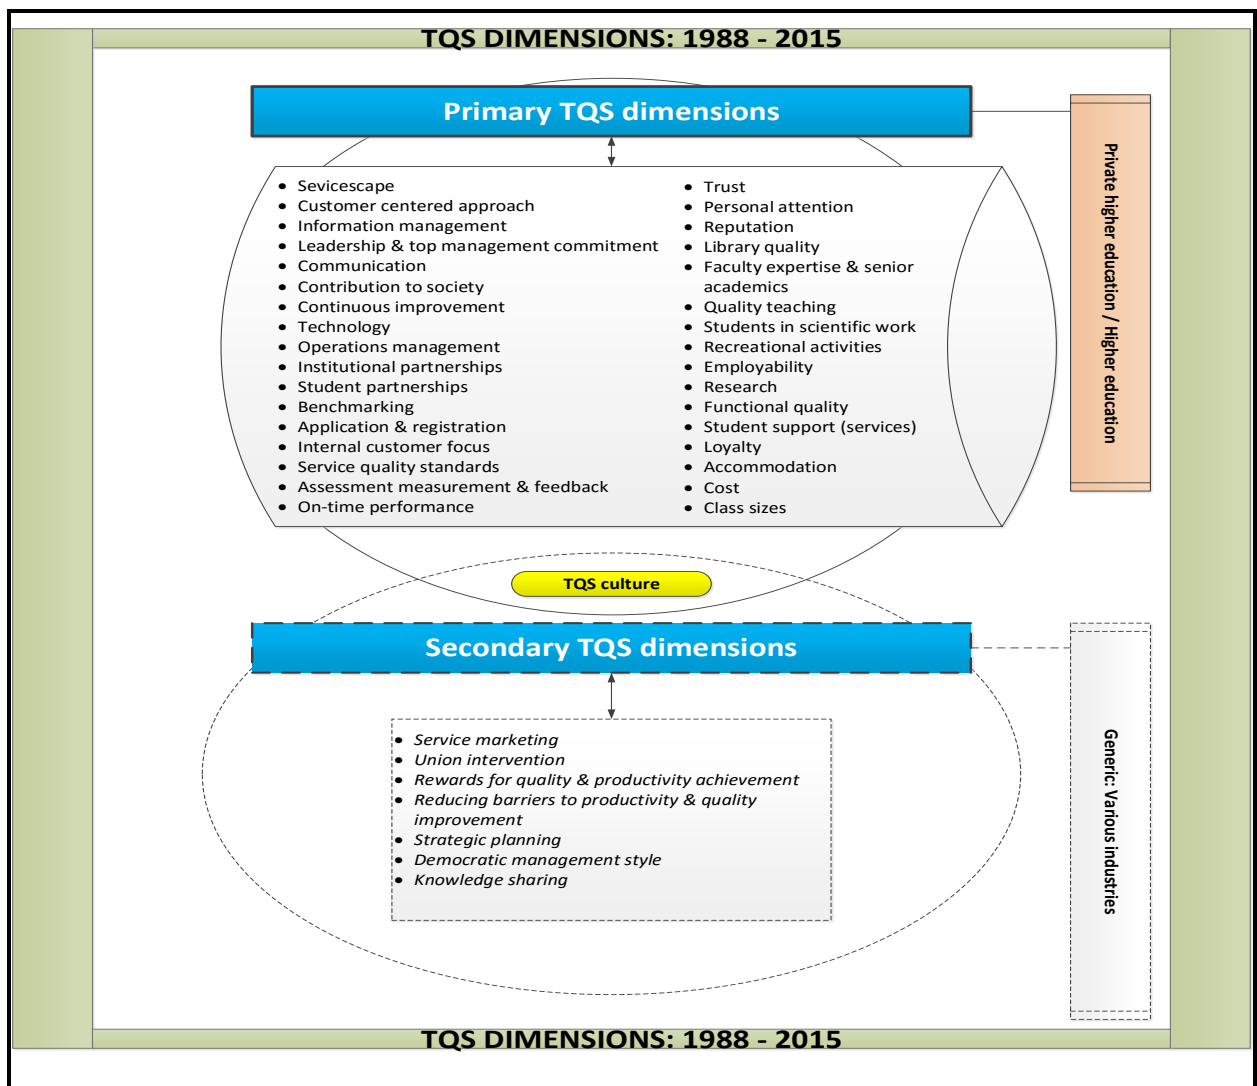 TQS DIMENSIONS: 1988 - 2015
Primary TQS dimensions
• Sevicescape
• Customer centered approach
• Information management
• Leadership & top management commitment
• Communication
• Contribution to society
• Continuous improvement
• Technology
• Operations management
• Institutional partnerships
• Student partnerships
• Benchmarking
• Application & registration
• Internal customer focus
• Service quality standards
• Assessment measurement & feedback
• On-time performance
• Trust
• Personal attention
• Reputation
• Library quality
• Faculty expertise & senior
academics
• Quality teaching
• Students in scientific work
• Recreational activities
• Employability
• Research
• Functional quality
• Student support (services)
• Loyalty
• Accommodation
• Cost
• Class sizes
Private higher education / Higher education
TQS culture
Secondary TQS dimensions
• Service marketing
• Union intervention
• Rewards for quality & productivity achievement
• Reducing barriers to productivity & quality
improvement
• Strategic planning
• Democratic management style
• Knowledge sharing
Generic: Various industries
TQS DIMENSIONS: 1988 - 2015